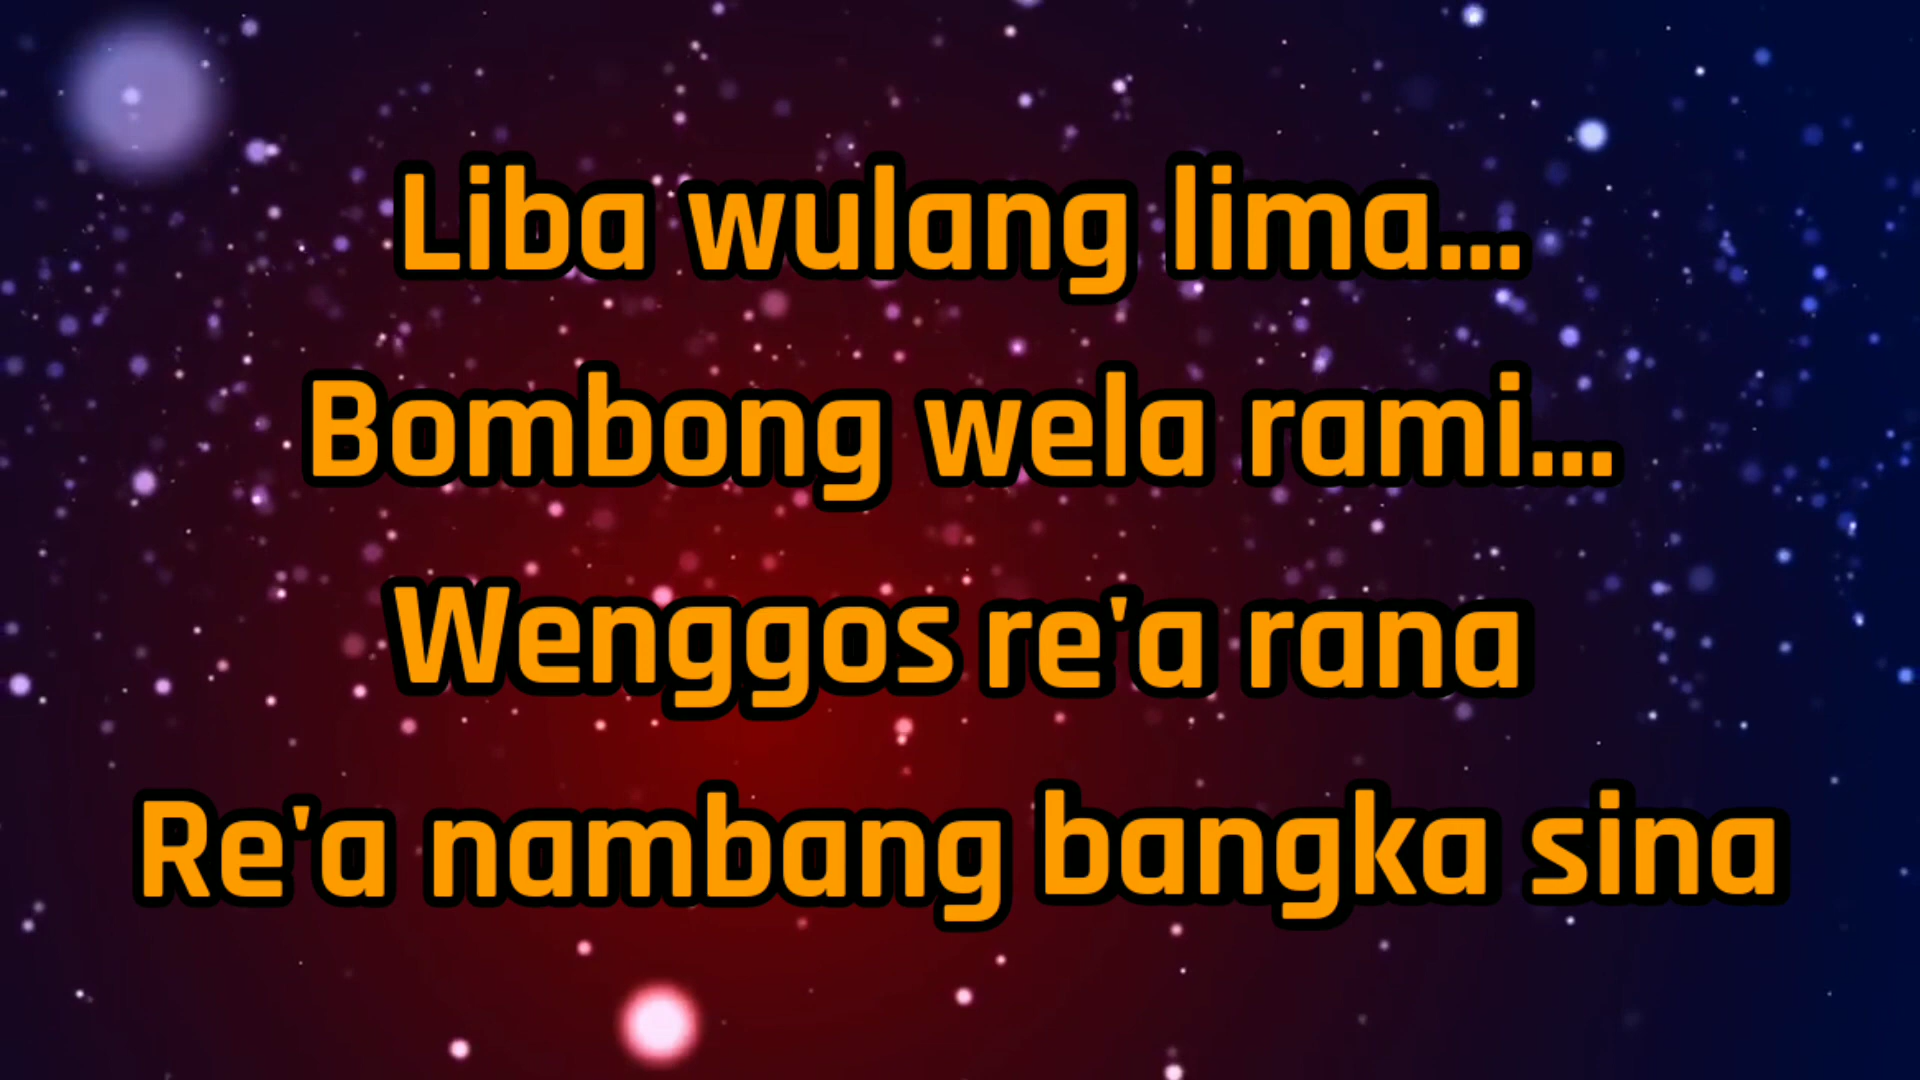 Liba wulang lima...
Bombong wela rami...
Wenggos re'a rana
Re'a nambang bangka sina